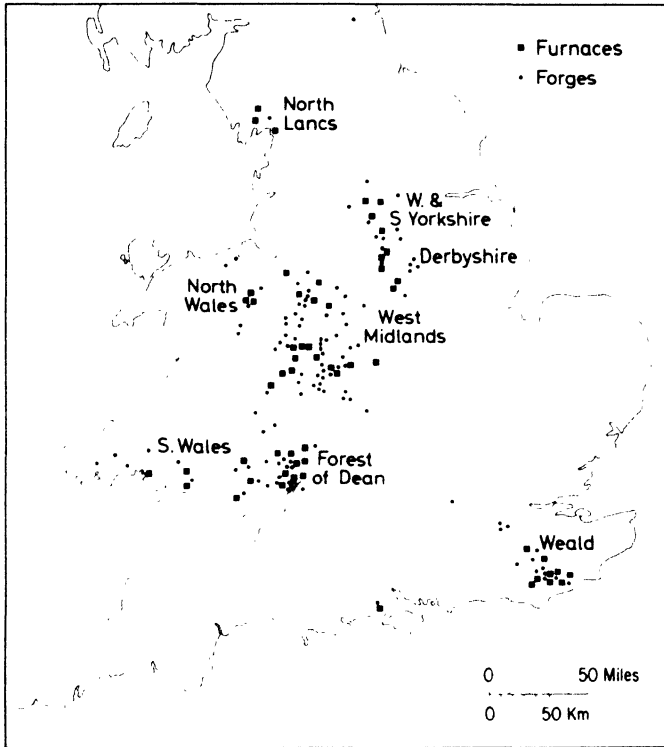 Furnaces
Forges
North
Lancs
W. &
S Yorkshire
Derbyshire
North
Wales
West
Midlands
S. Wales
Forest
of Dean
Weald
0 50 Miles
0 50 Km